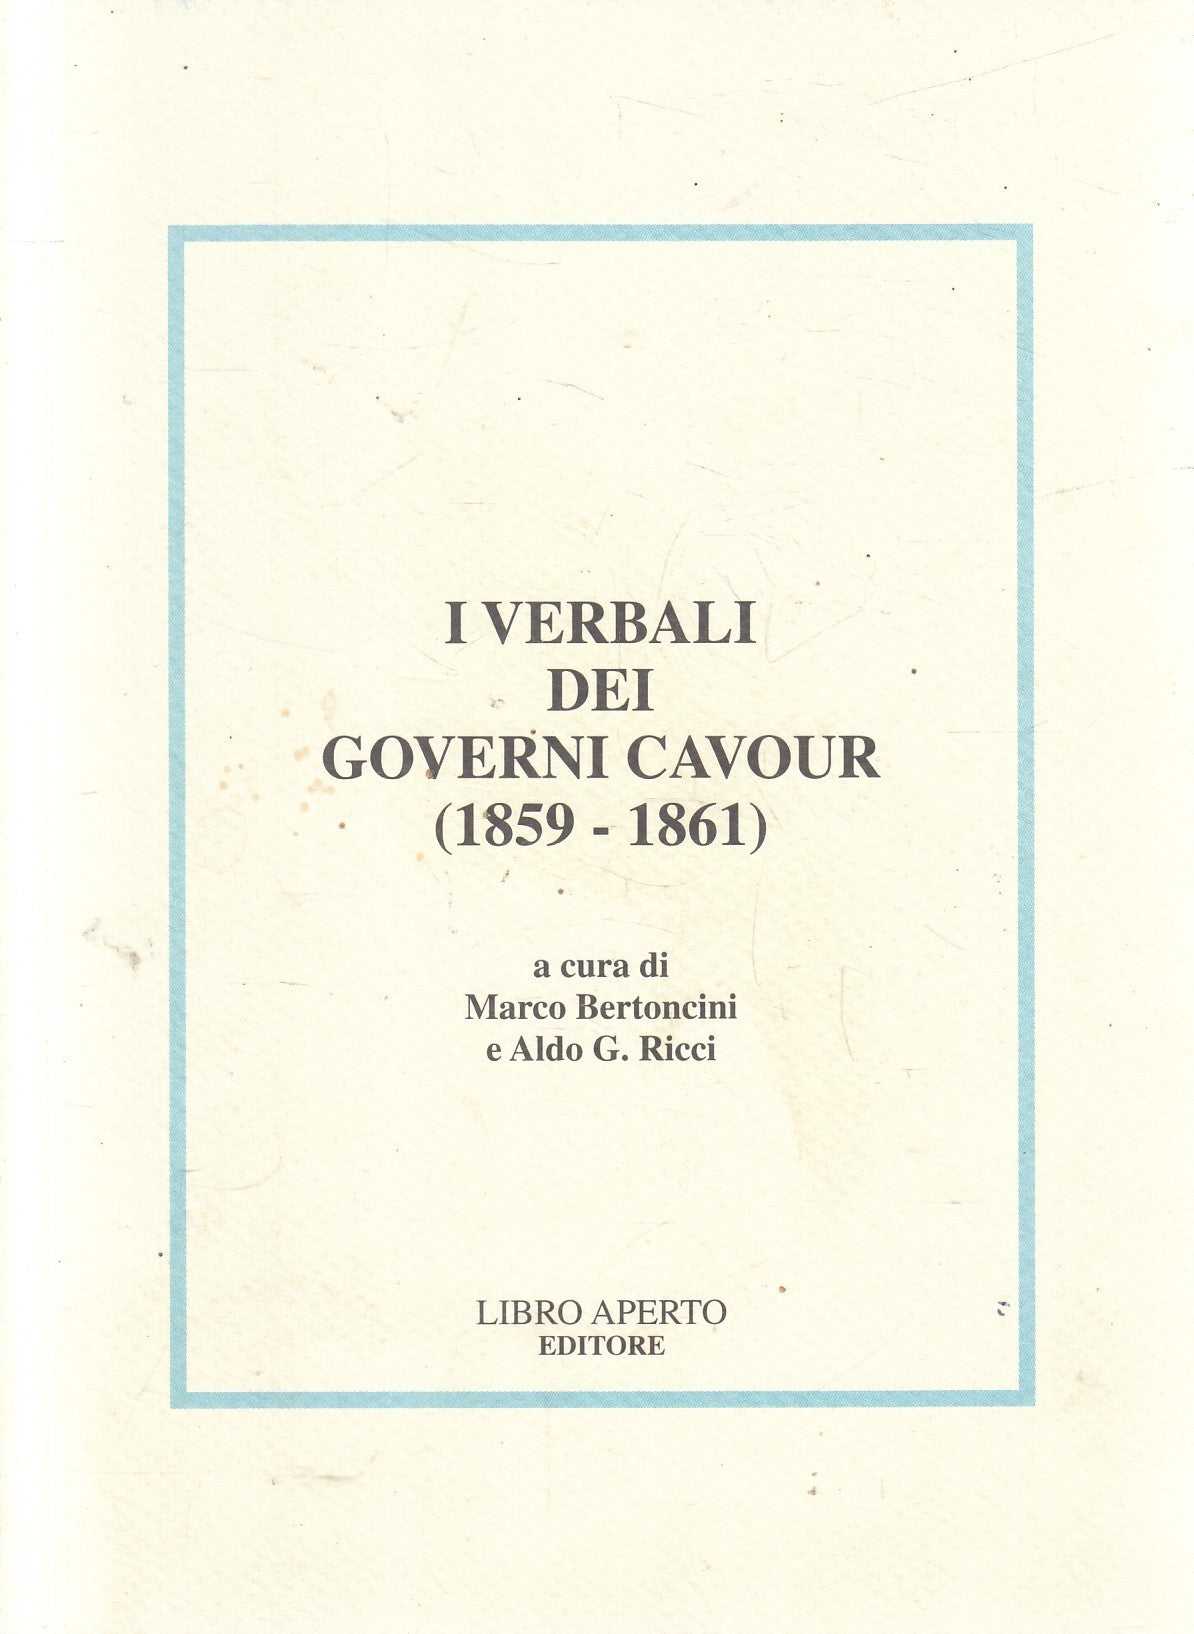 I VERBALI
DEI
GOVERNI CAVOUR
(1859 - 1861)
a cura di
Marco Bertoncini
e Aldo G. Ricci
LIBRO APERTO
EDITORE